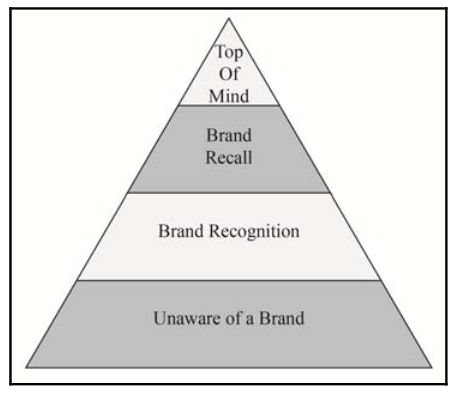 Top
Of
Mind
Brand
Recall
Brand Recognition
Unaware of a Brand